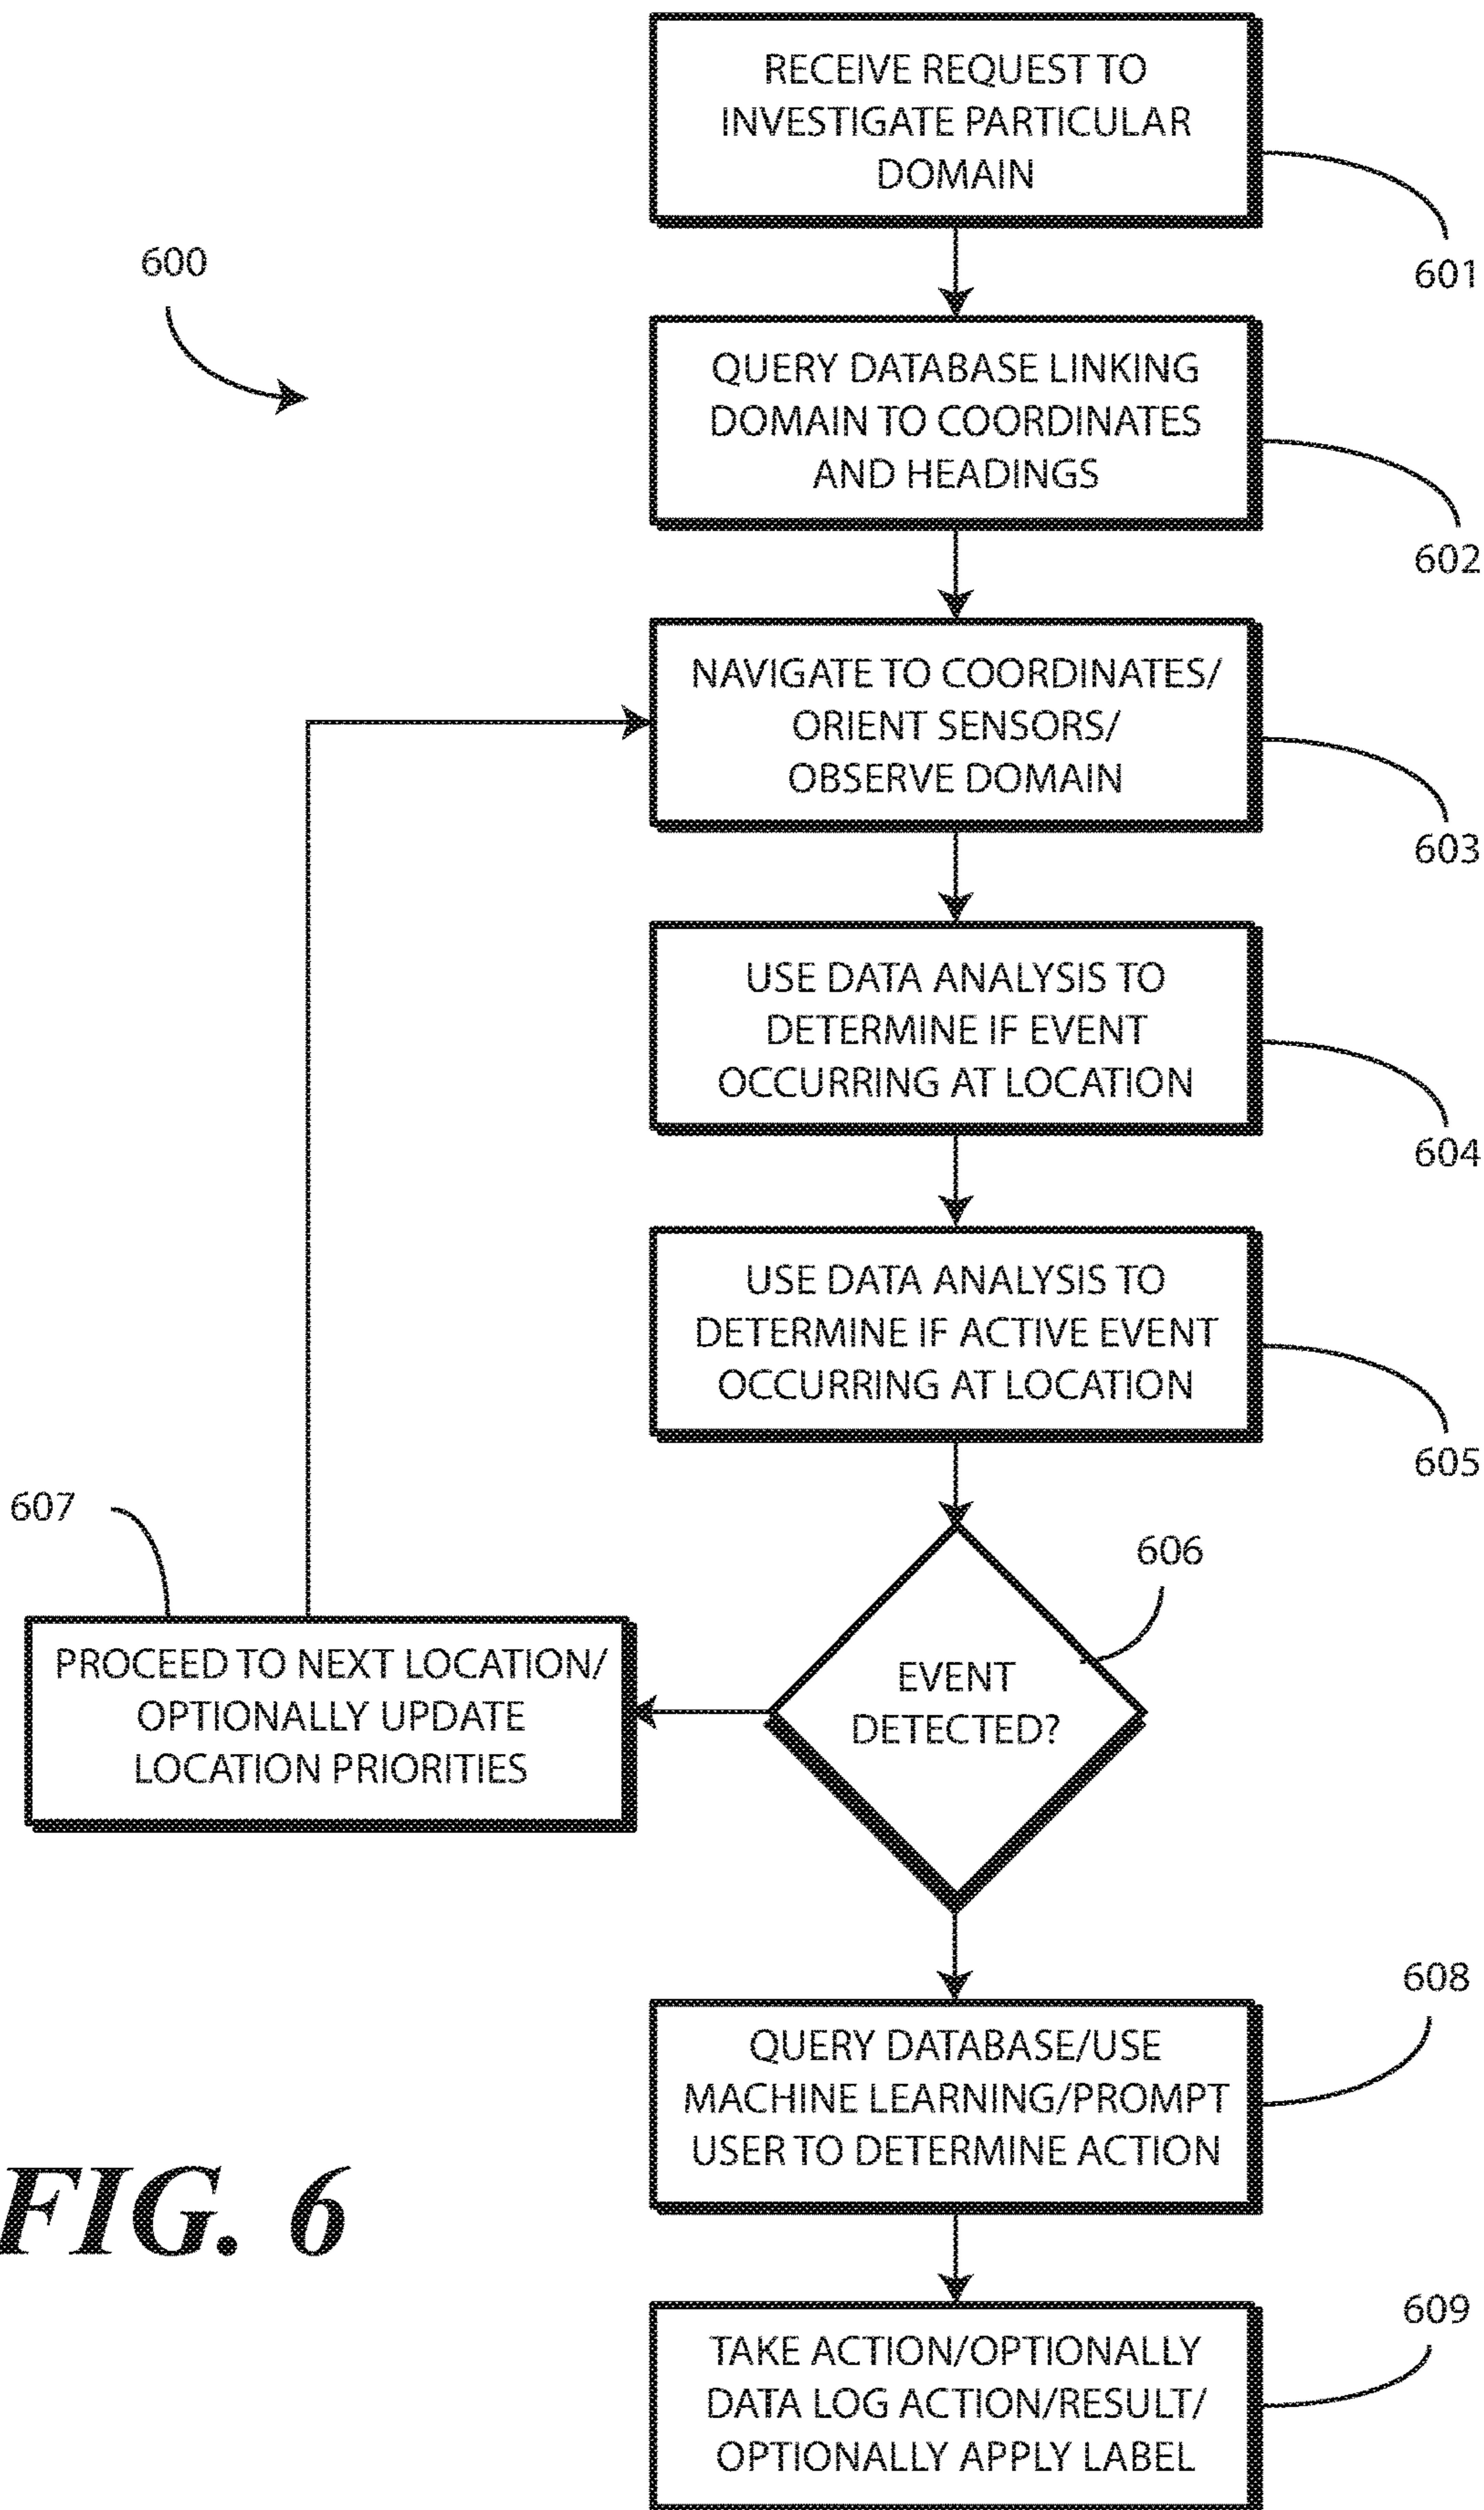 RECEIVE REQUEST TO
INVESTIGATE PARTICULAR
DOMAIN
601
600
QUERY DATABASE LINKING
DOMAIN TO COORDINATES
AND HEADINGS
602
NAVIGATE TO COORDINATES/
ORIENT SENSORS/
OBSERVE DOMAIN
603
USE DATA ANALYSIS TO
DETERMINE IF EVENT
OCCURRING AT LOCATION
604
USE DATA ANALYSIS TO
DETERMINE IF ACTIVE EVENT
OCCURRING AT LOCATION
605
606
EVENT
DETECTED?
607
PROCEED TO NEXT LOCATION/
OPTIONALLY UPDATE
LOCATION PRIORITIES
608
QUERY DATABASE/USE
MACHINE LEARNING/PROMPT
USER TO DETERMINE ACTION
609
TAKE ACTION/OPTIONALLY
DATA LOG ACTION/RESULT/
OPTIONALLY APPLY LABEL
FIG. 6